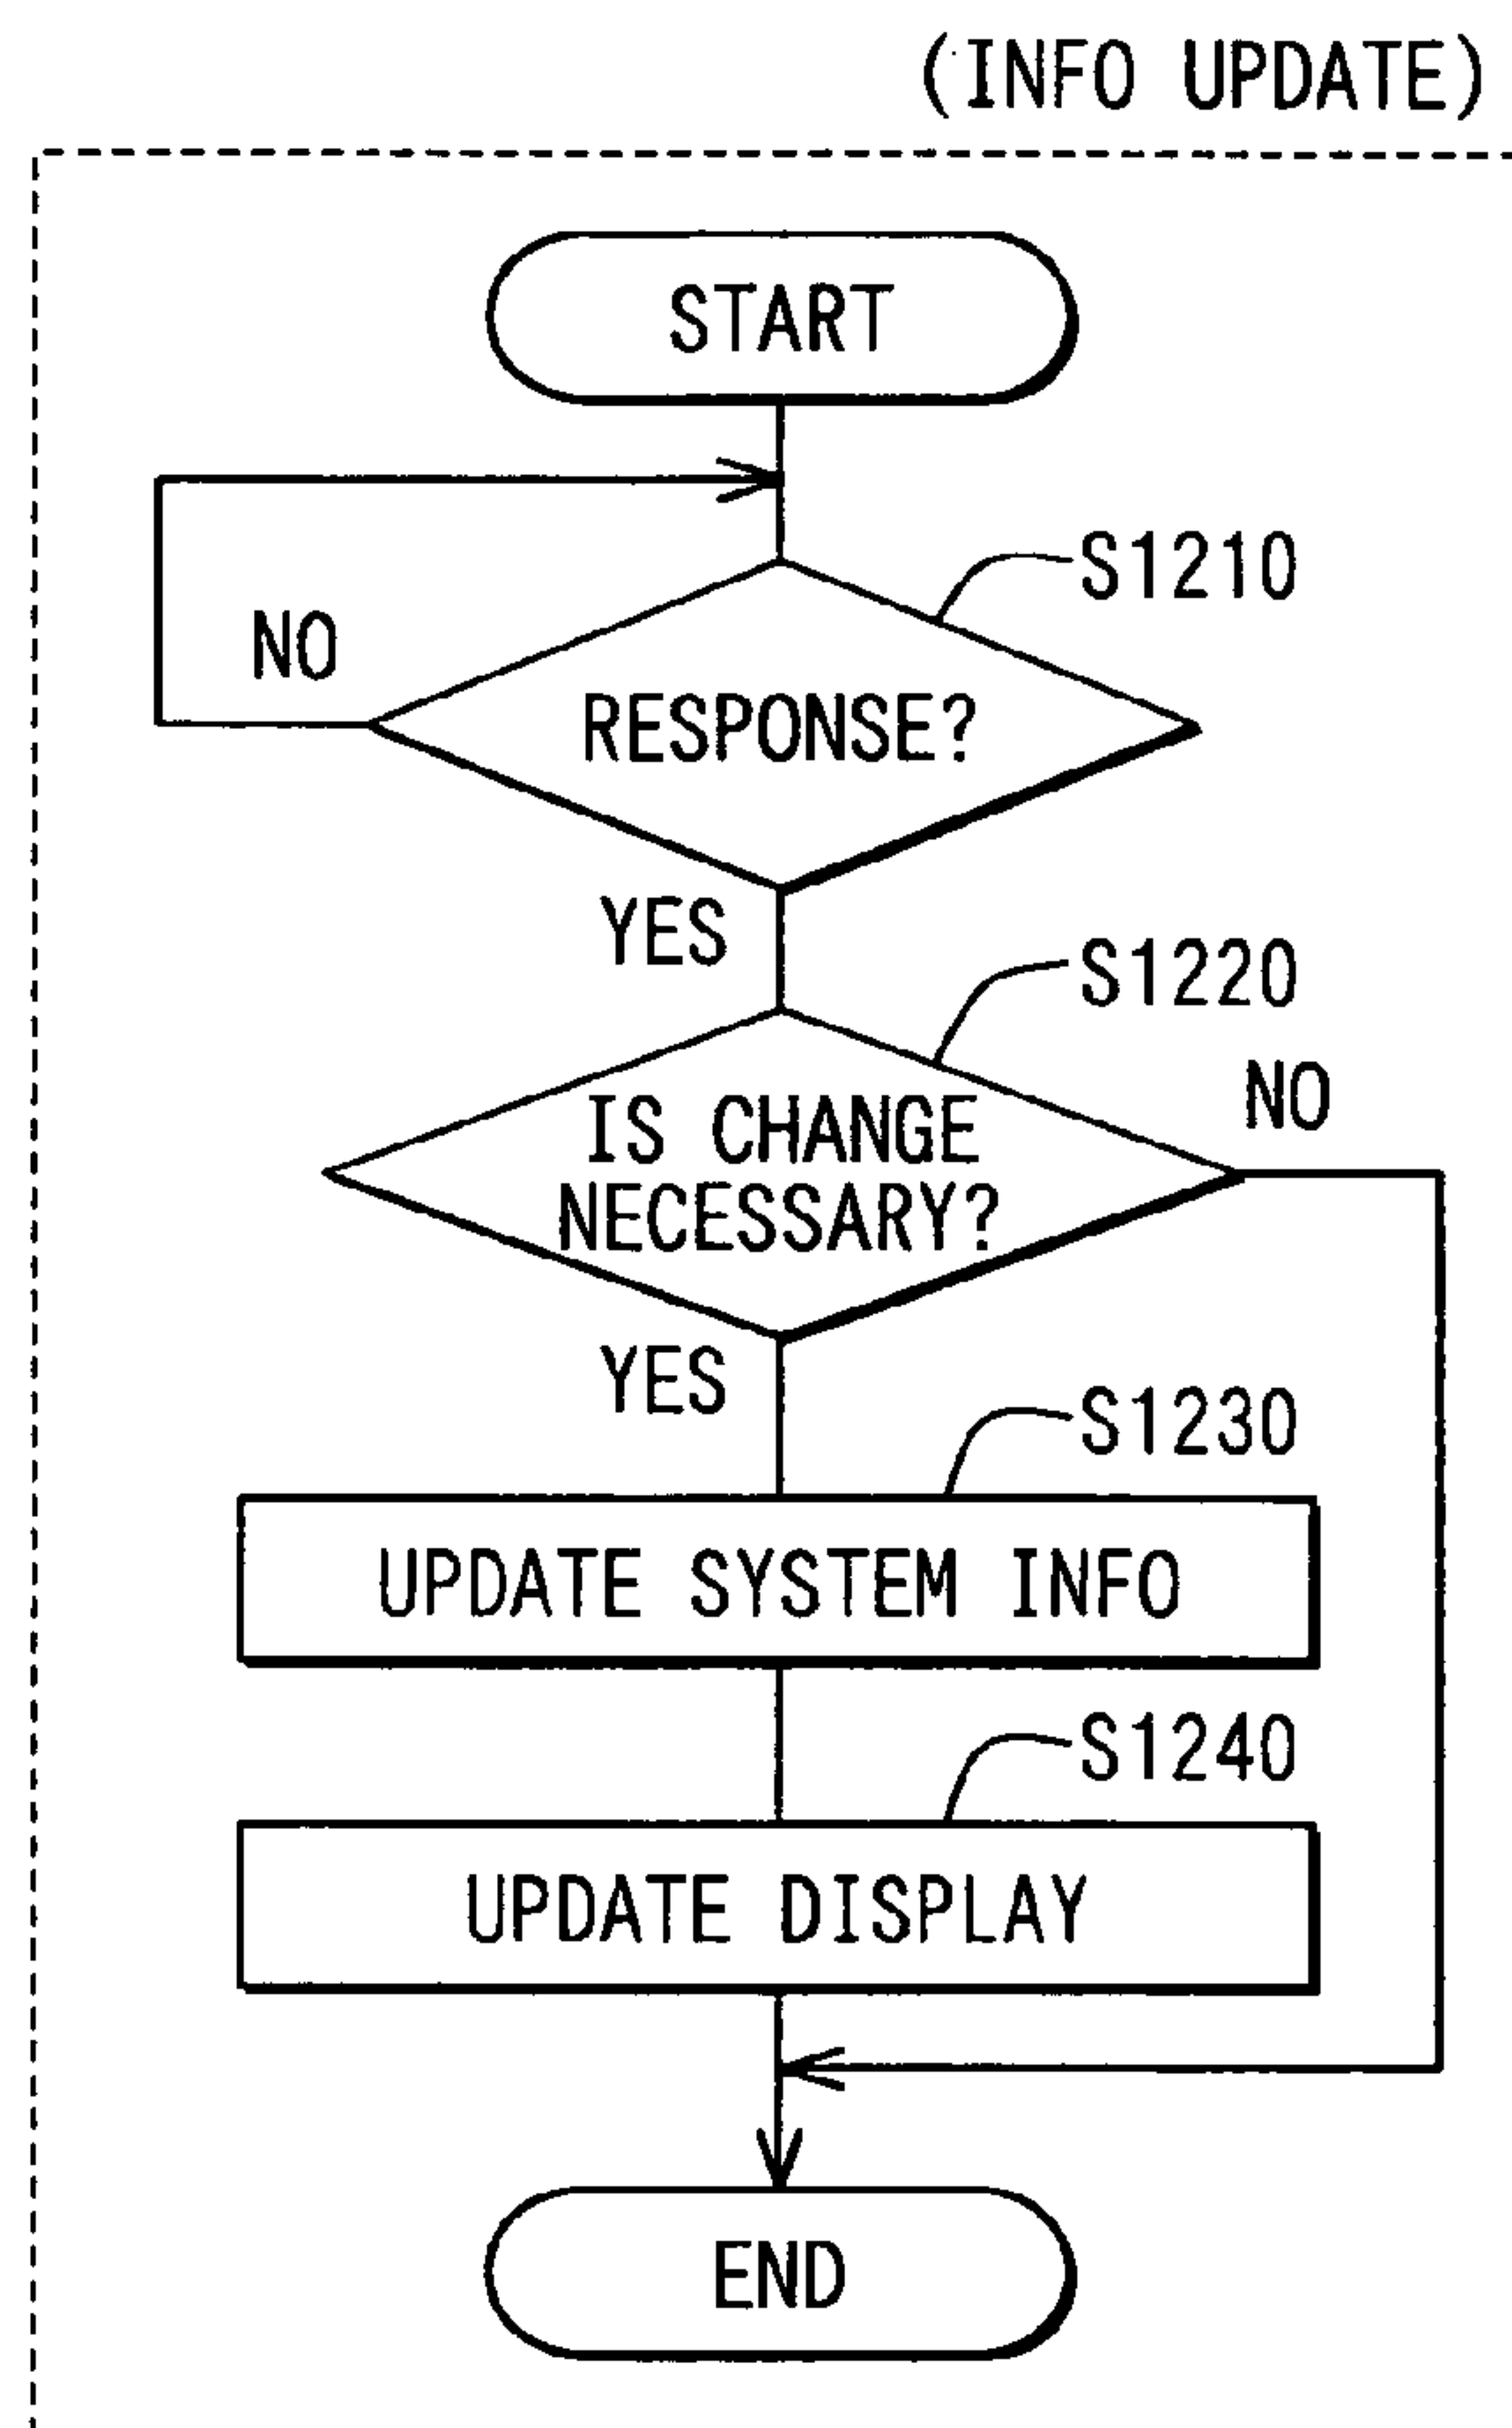 (INFO UPDATE)
START
S1210
NO
RESPONSE?
YES
S1220
NO
IS CHANGE
NECESSARY?
YES
S1230
UPDATE SYSTEM INFO
S1240
UPDATE DISPLAY
END